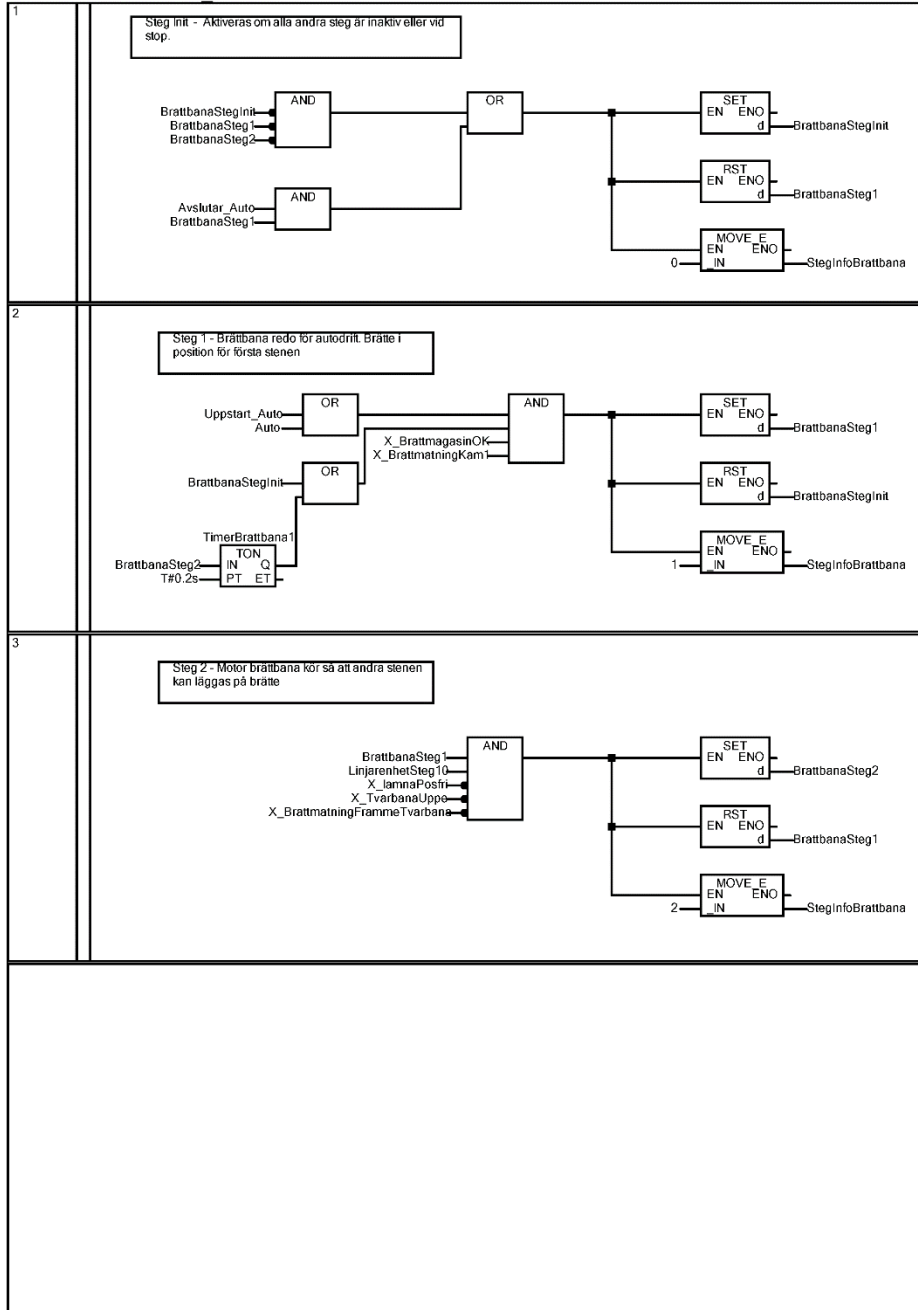 1
Steg Init - Aktiveras om alla andra steg är inaktiv eller vid
stop.
AND
BrattbanaStegInit
BrattbanaSteg1
BrattbanaSteg2
AND
Avslutar_Auto
BrattbanaSteg1
OR
SET
EN ENO
d BrattbanaStegInit
RST
EN ENO
d BrattbanaSteg1
MOVE_E
EN ENO
0 _IN StegInfoBrattbana
2
Steg 1 - Brättbana redo för autodrift. Brätte i
position för första stenen
OR
Uppstart_Auto
Auto
AND
X_BrattmagasinOK
X_BrattmatningKam1
OR
BrattbanaStegInit
TimerBrattbana1
TON
BrattbanaSteg2 IN Q
T#0.2s PT ET
SET
EN ENO
d BrattbanaSteg1
RST
EN ENO
d BrattbanaStegInit
MOVE_E
EN ENO
1 _IN StegInfoBrattbana
3
Steg 2 - Motor brättbana kör så att andra stenen
kan läggas på brätte
AND
BrattbanaSteg1
LinjarenhetSteg10
X_lamnaPosfri
X_TvarbanaUppe
X_BrattmatningFrammeTvarbana
SET
EN ENO
d BrattbanaSteg2
RST
EN ENO
d BrattbanaSteg1
MOVE_E
EN ENO
2 _IN StegInfoBrattbana